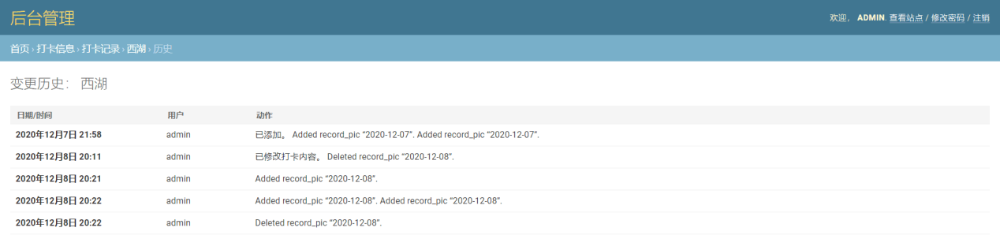 后台管理
欢迎， ADMIN. 查看站点 / 修改密码 / 注销
首页 › 打卡信息 › 打卡记录 › 西湖 › 历史
变更历史： 西湖
日期/时间 用户 动作
2020年12月7日 21:58 admin 已添加。 Added record_pic “2020-12-07”. Added record_pic “2020-12-07”.
2020年12月8日 20:11 admin 已修改打卡内容。 Deleted record_pic “2020-12-08”.
2020年12月8日 20:21 admin Added record_pic “2020-12-08”.
2020年12月8日 20:22 admin Added record_pic “2020-12-08”. Added record_pic “2020-12-08”.
2020年12月8日 20:22 admin Deleted record_pic “2020-12-08”.